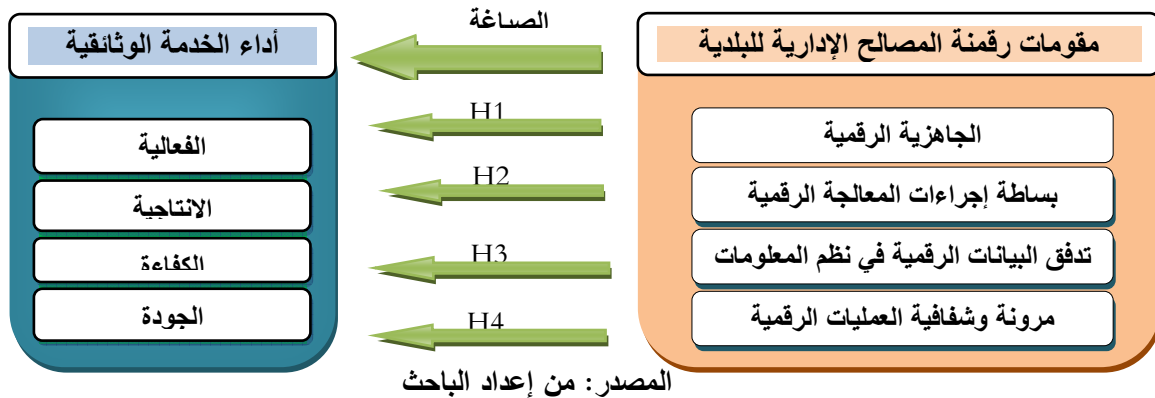 الصياغة
مقومات رقمنة المصالح الإدارية للبلدية
أداء الخدمة الوثائقية
الجاهزية الرقمية
H1
الفعالية
بساطة إجراءات المعالجة الرقمية
H2
الانتاجية
تدفق البيانات الرقمية في نظم المعلومات
H3
الكفاءة
مرونة وشفافية العمليات الرقمية
H4
الجودة
المصدر: من إعداد الباحث